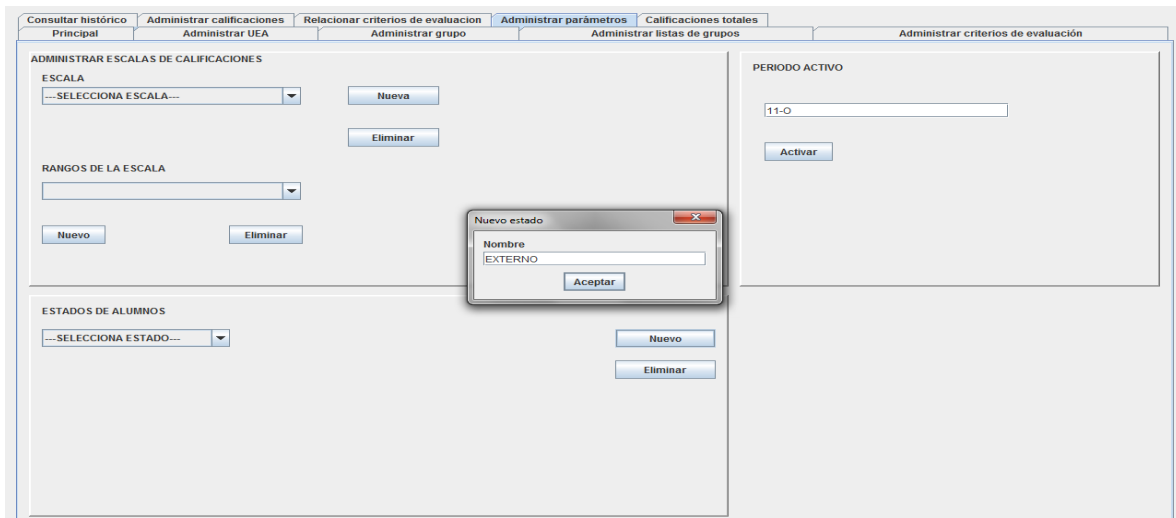 Consultar histórico Administrar calificaciones Relacionar criterios de evaluacion Administrar parámetros Calificaciones totales
Principal Administrar UEA Administrar grupo Administrar listas de grupos Administrar criterios de evaluación
ADMINISTRAR ESCALAS DE CALIFICACIONES
ESCALA
---SELECCIONA ESCALA---
Nueva
Eliminar
RANGOS DE LA ESCALA
Nuevo Eliminar
PERIODO ACTIVO
11-O
Activar
Nuevo estado
Nombre
EXTERNO
Aceptar
ESTADOS DE ALUMNOS
---SELECCIONA ESTADO---
Nuevo
Eliminar